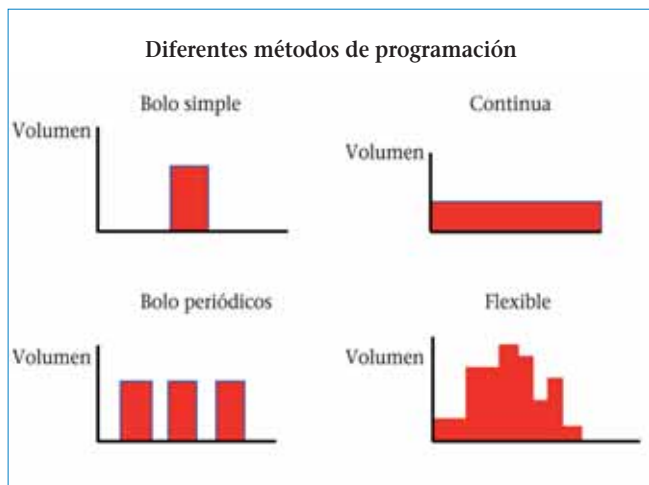 Diferentes métodos de programación
Bolo simple
Volumen
Continua
Volumen
Bolo periódicos
Volumen
Flexible
Volumen